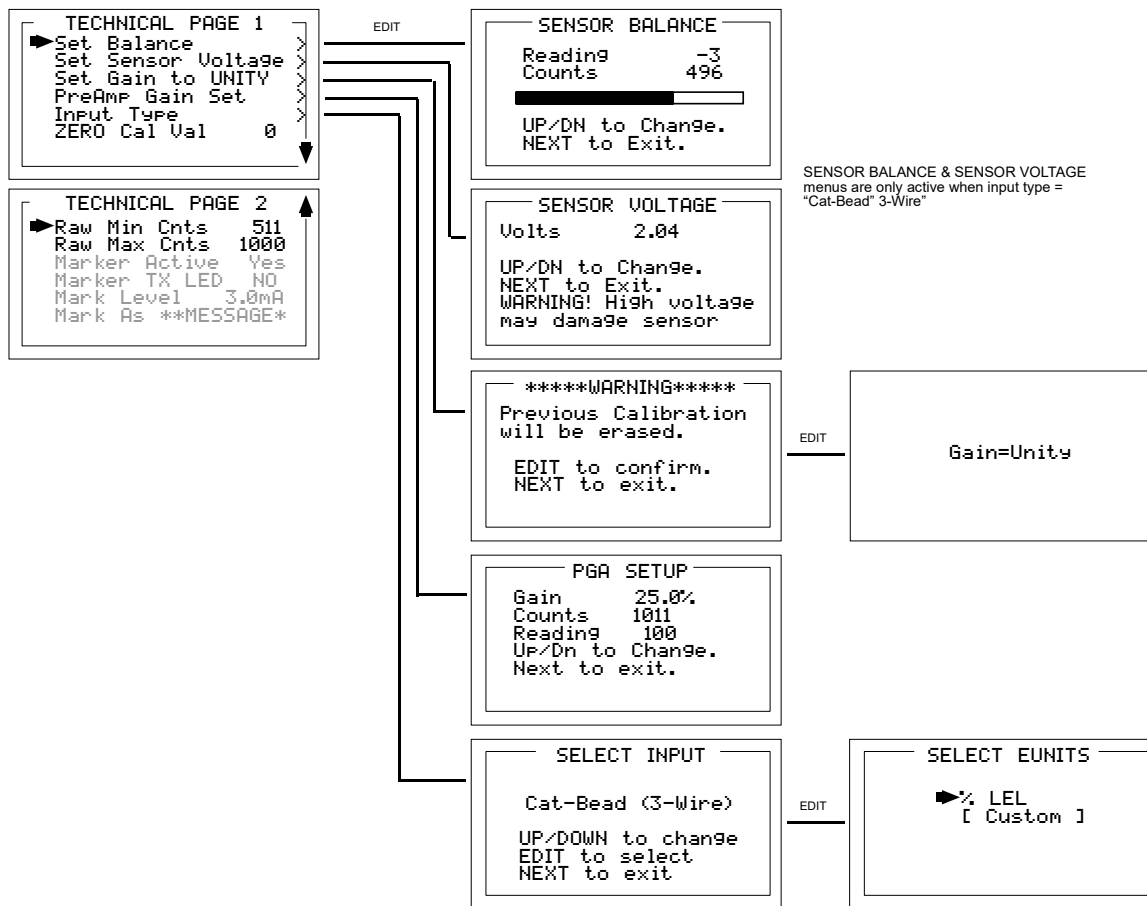 TECHNICAL PAGE 1
Set Balance >
Set Sensor Voltage >
Set Gain to UNITY >
PreAmp Gain Set >
Input Type >
ZERO Cal Val 0
EDIT
SENSOR BALANCE
Reading -3
Counts 496
UP/DN to Change.
NEXT to Exit.
SENSOR BALANCE & SENSOR VOLTAGE
menus are only active when input type =
“Cat-Bead” 3-Wire”
TECHNICAL PAGE 2
Raw Min Cnts 511
Raw Max Cnts 1000
Marker Active Yes
Marker TX LED NO
Mark Level 3.0mA
Mark As **MESSAGE*
SENSOR VOLTAGE
Volts 2.04
UP/DN to Change.
NEXT to Exit.
WARNING! High voltage
may damage sensor
*****WARNING*****
Previous Calibration
will be erased.
EDIT to confirm.
NEXT to exit.
EDIT
Gain=Unity
PGA SETUP
Gain 25.0%
Counts 1011
Reading 100
Up/Dn to Change.
Next to exit.
SELECT INPUT
Cat-Bead (3-Wire)
UP/DOWN to change
EDIT to select
NEXT to exit
EDIT
SELECT EUNITS
% LEL
[ Custom ]